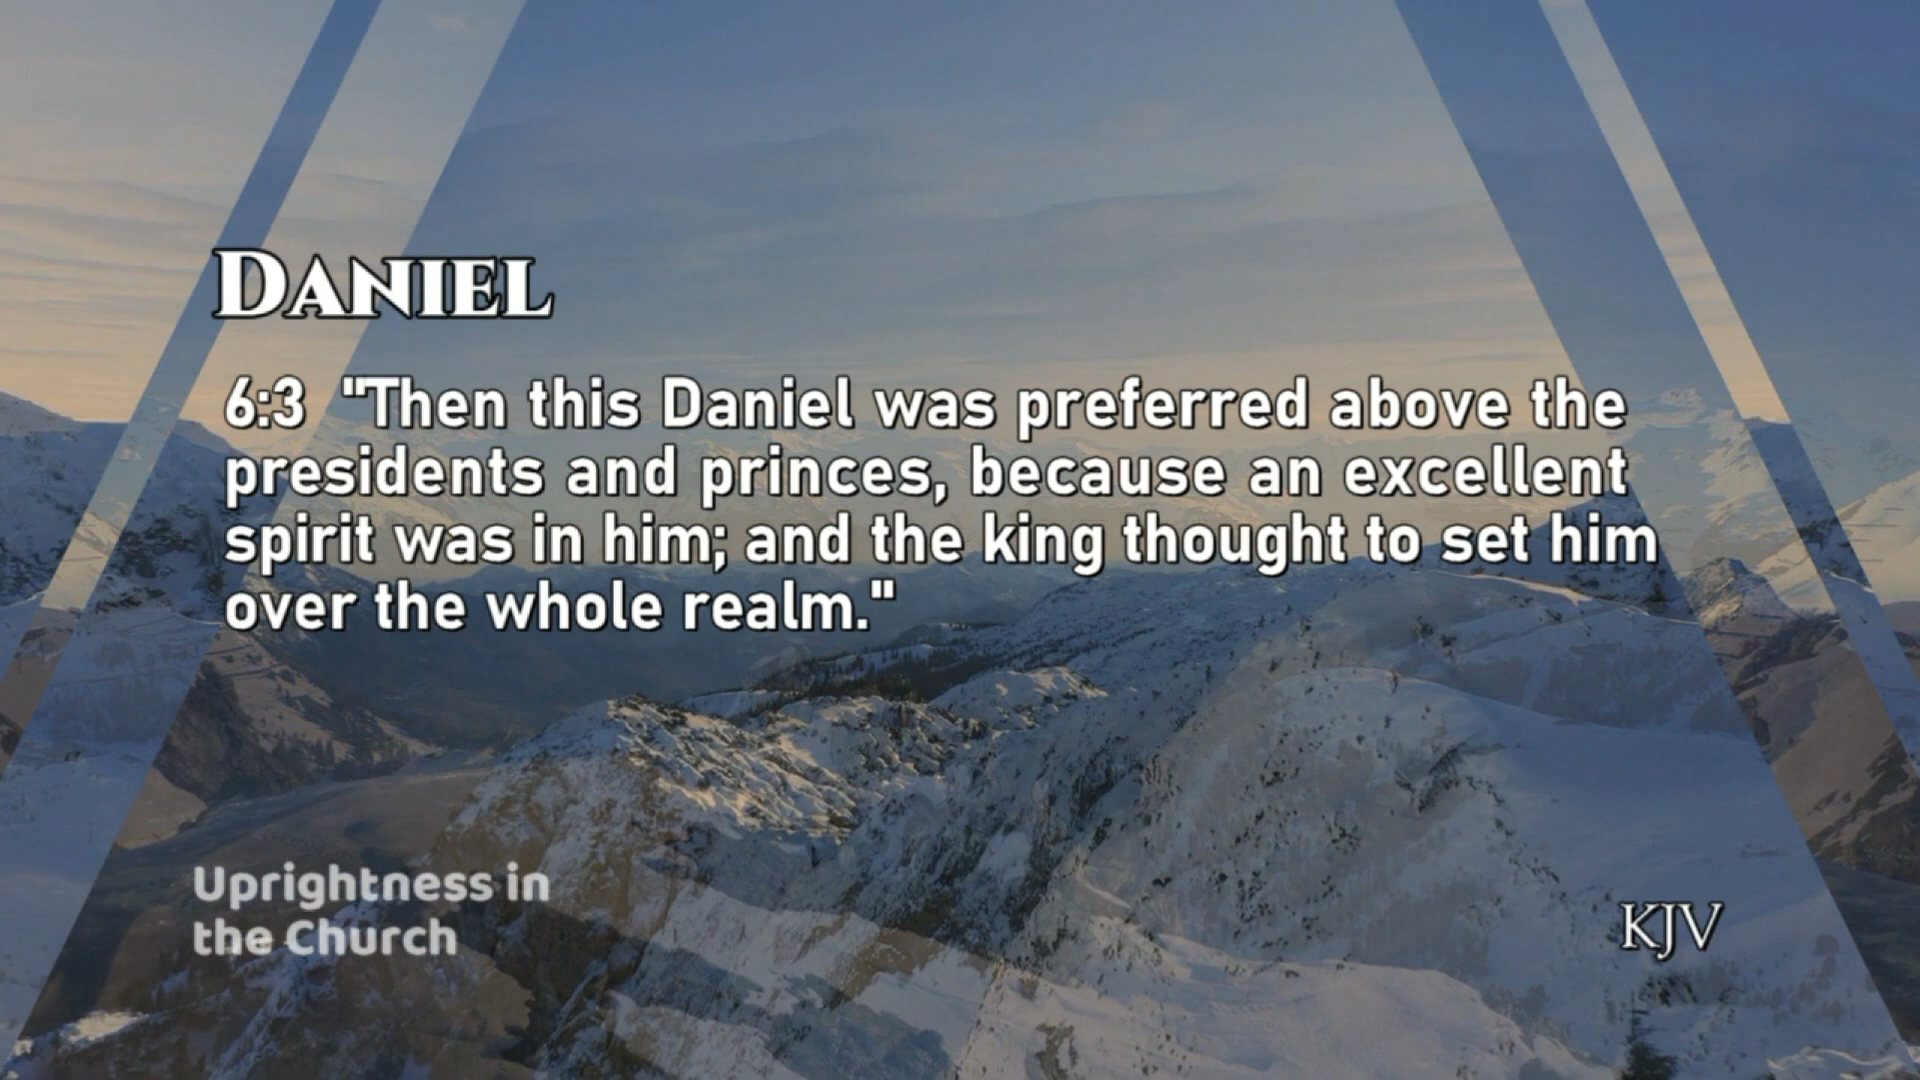 DANIEL
6:3 "Then this Daniel was preferred above the
presidents and princes, because an excellent
spirit was in him; and the king thought to set him
over the whole realm."
Uprightness in
the Church
KJV